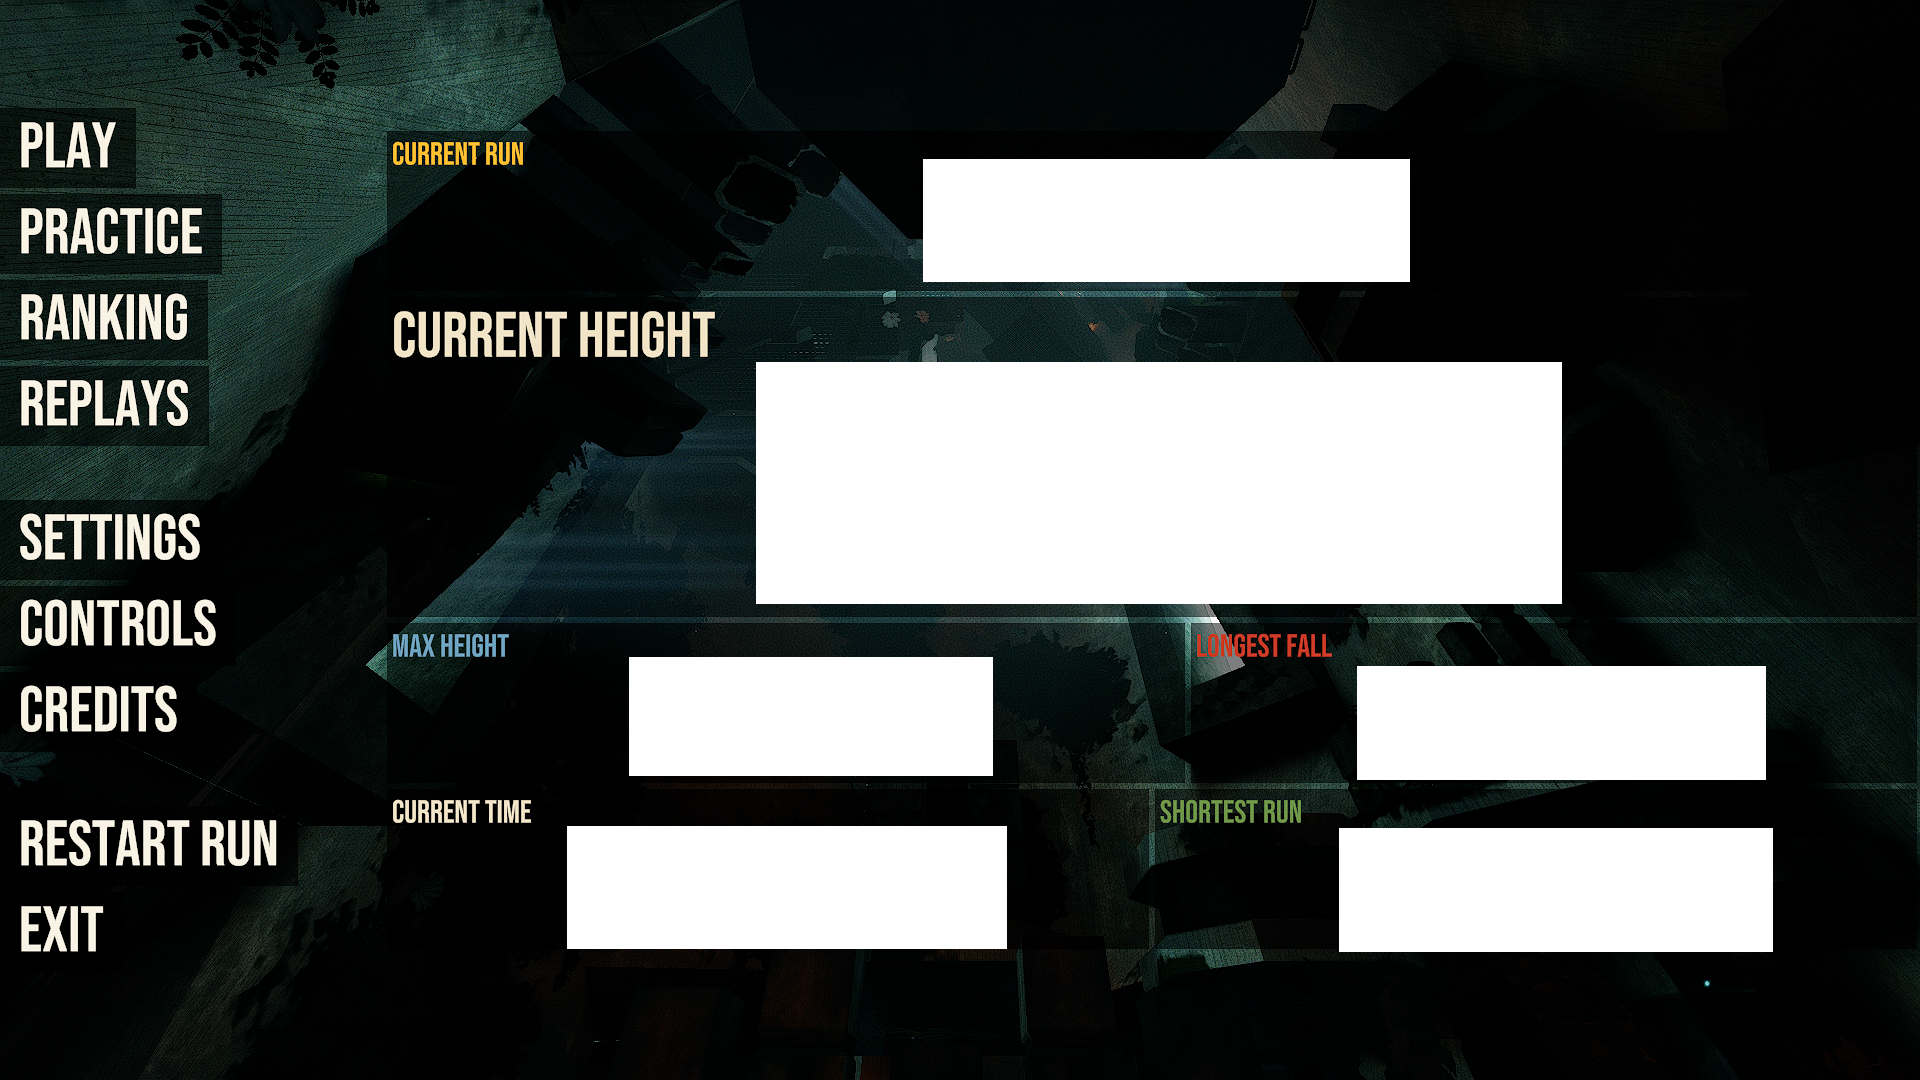 PLAY
PRACTICE
RANKING
REPLAYS
SETTINGS
CONTROLS
CREDITS
RESTART RUN
EXIT
CURRENT RUN
CURRENT HEIGHT
MAX HEIGHT
LONGEST FALL
CURRENT TIME
SHORTEST RUN